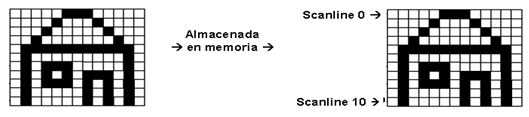 Scanline 0 →
Almacenada
→ en memoria →
Scanline 10 →'